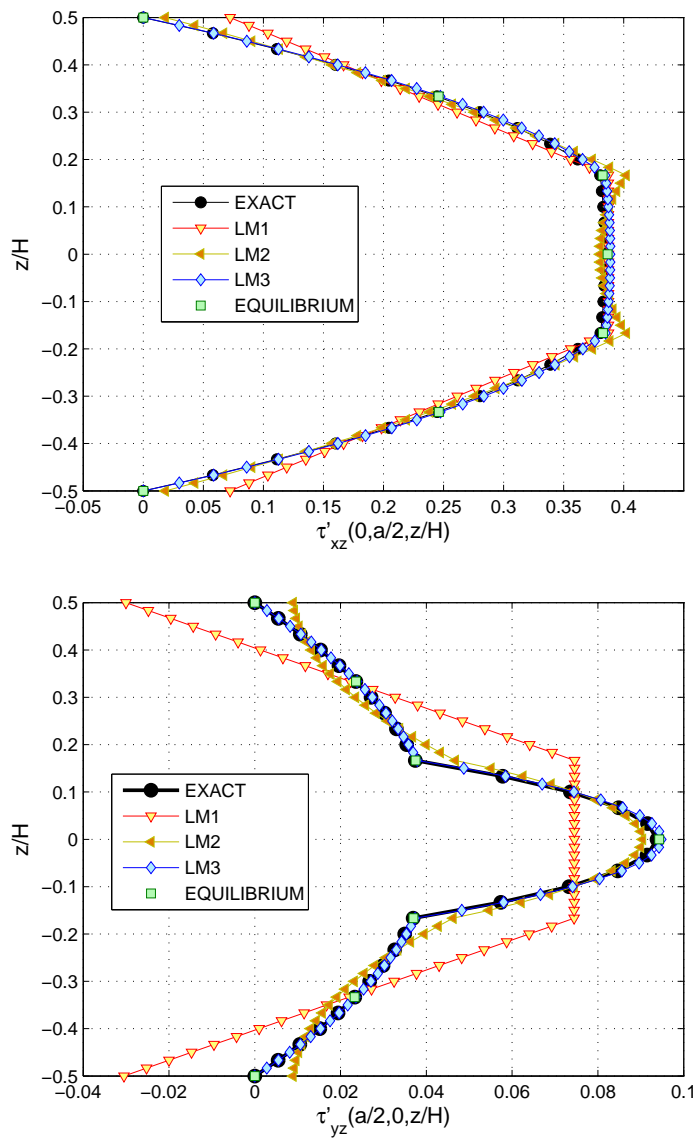 0.5
0.4
0.3
0.2
0.1
0
−0.1
−0.2
−0.3
−0.4
−0.5
z/H
EXACT
LM1
LM2
LM3
EQUILIBRIUM
−0.05 0 0.05 0.1 0.15 0.2 0.25 0.3 0.35 0.4
τ'xz(0,a/2,z/H)
0.5
0.4
0.3
0.2
0.1
0
−0.1
−0.2
−0.3
−0.4
−0.5
z/H
EXACT
LM1
LM2
LM3
EQUILIBRIUM
−0.04 −0.02 0 0.02 0.04 0.06 0.08 0.1
τ'yz(a/2,0,z/H)